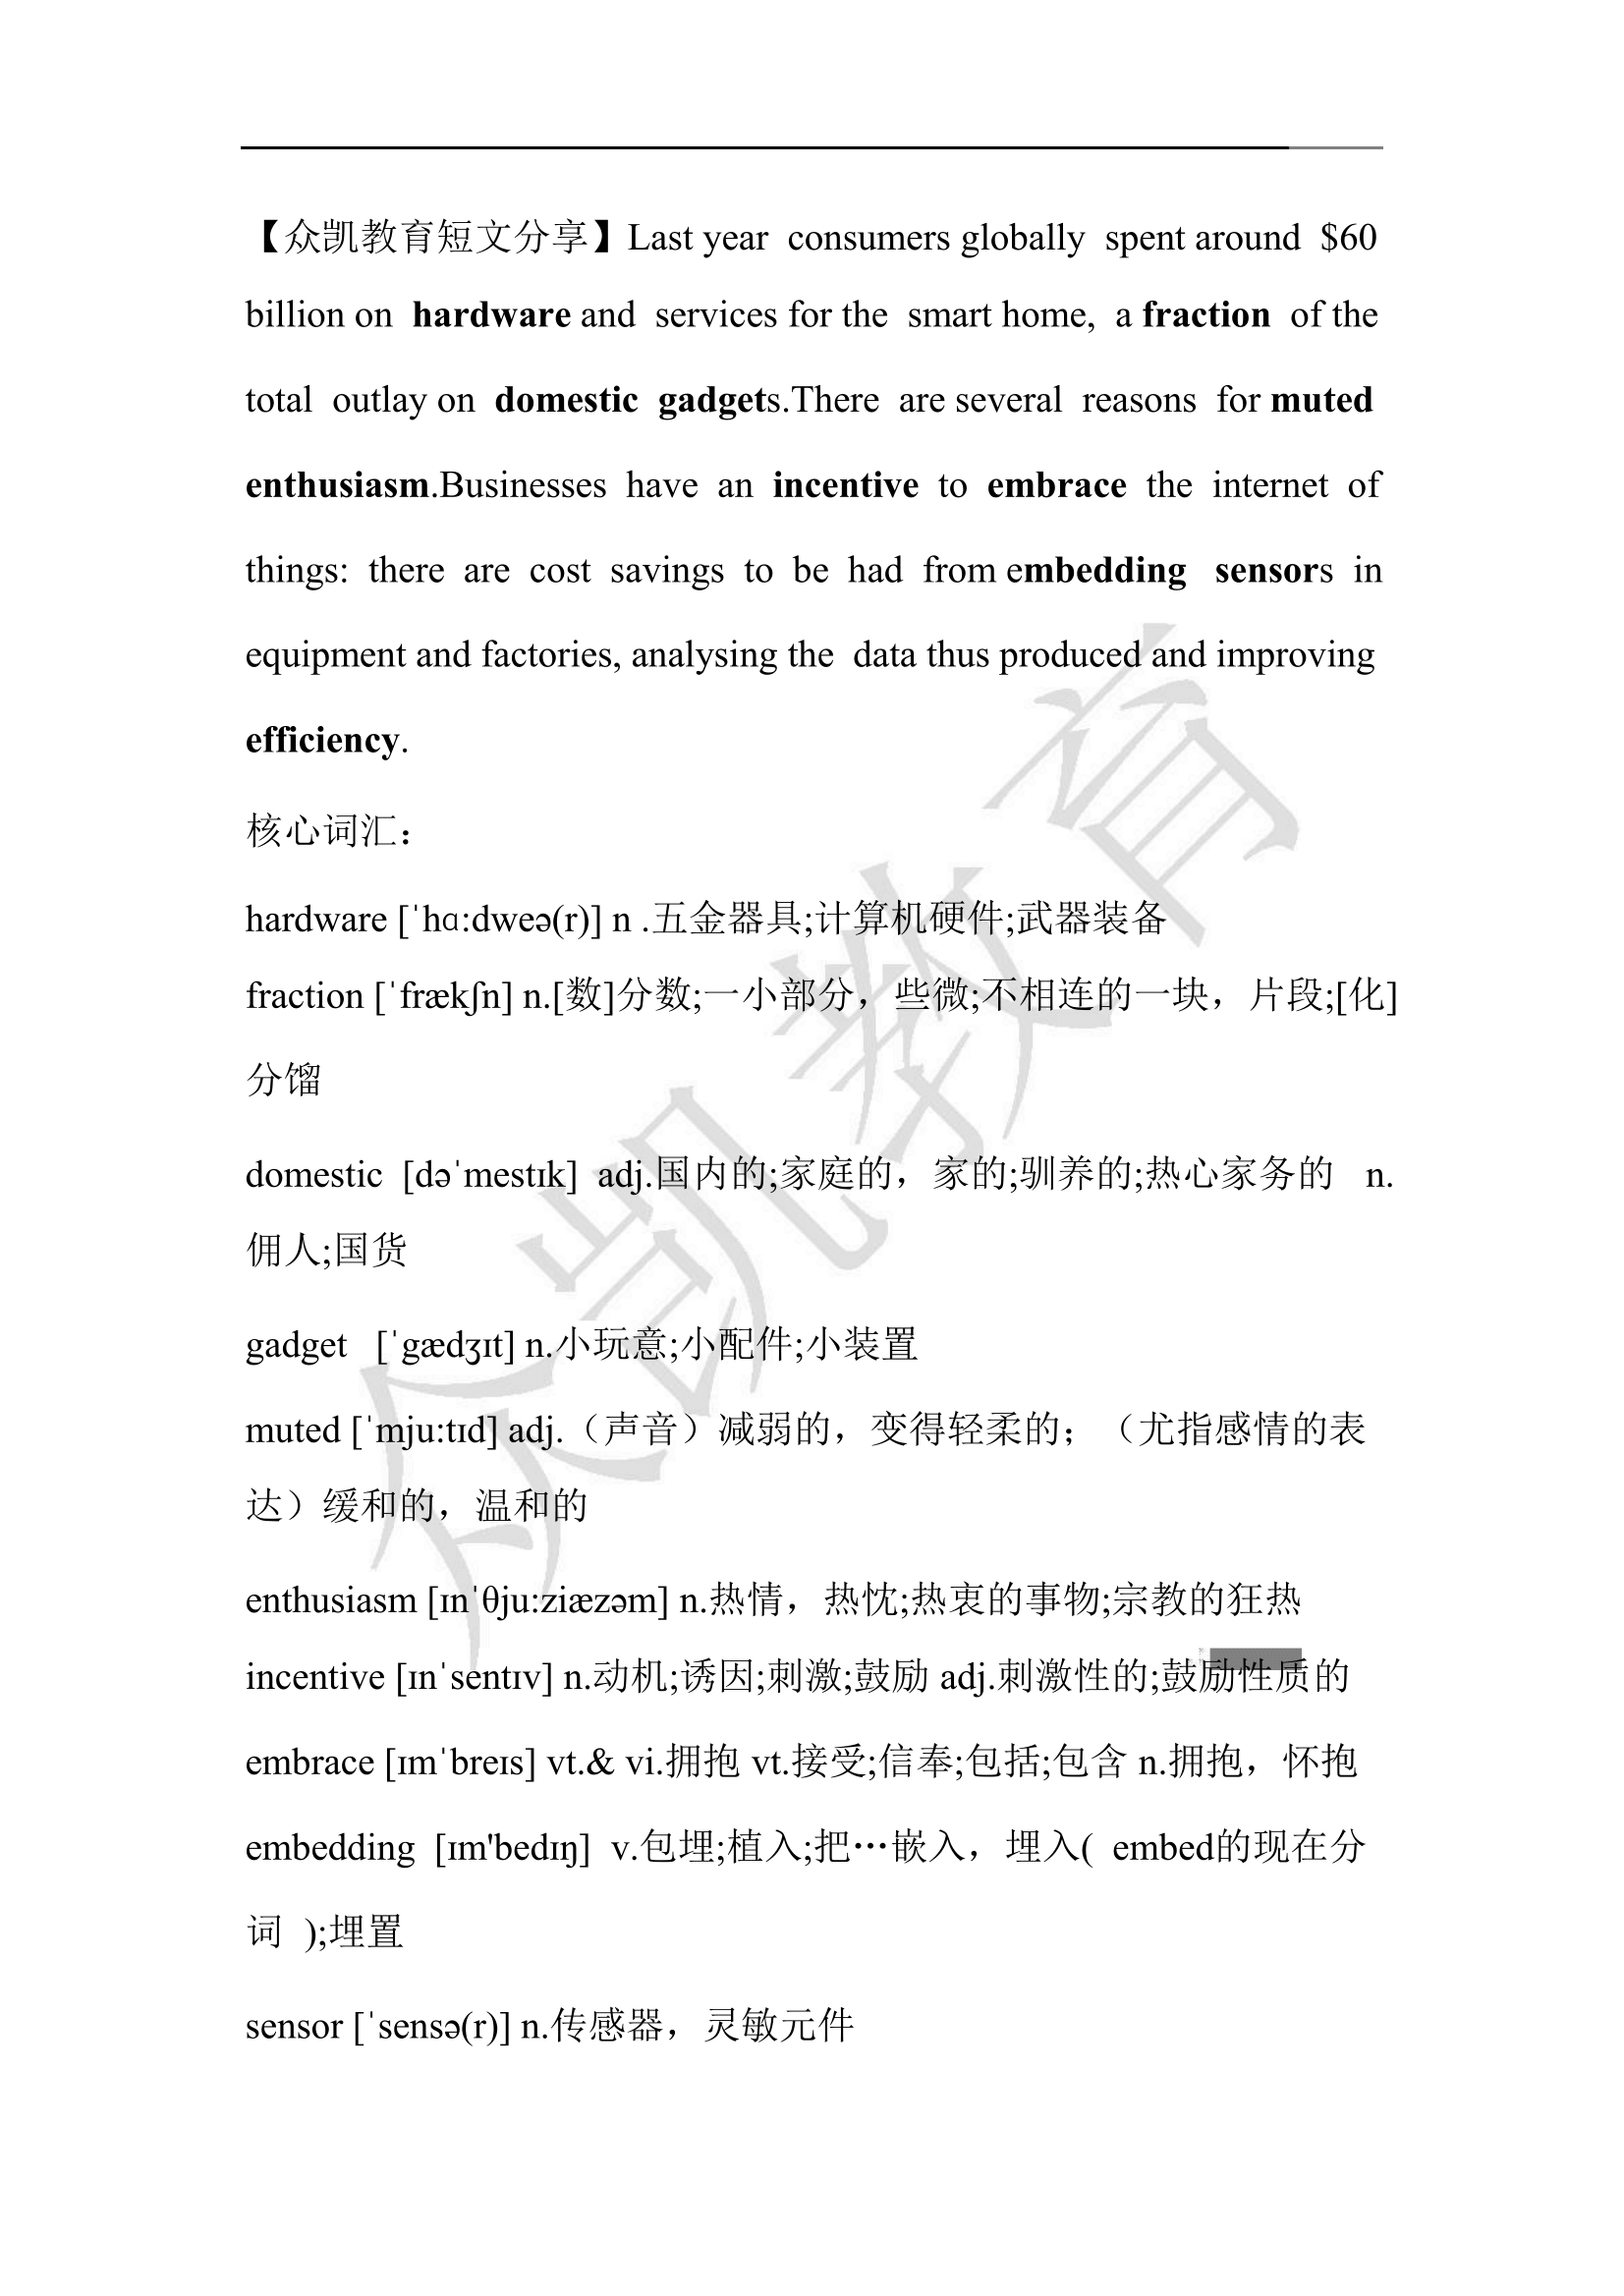 【众凯教育短文分享】Last year consumers globally spent around $60
billion on hardware and services for the smart home, a fraction of the
total outlay on domestic gadgets.There are several reasons for muted
enthusiasm.Businesses have an incentive to embrace the internet of
things: there are cost savings to be had from embedding sensors in
equipment and factories, analysing the data thus produced and improving
efficiency.
核心词汇：
hardware [ˈhɑ:dweə(r)] n .五金器具;计算机硬件;武器装备
fraction [ˈfrækʃn] n.[数]分数;一小部分，些微;不相连的一块，片段;[化]
分馏
domestic [dəˈmestɪk] adj.国内的;家庭的，家的;驯养的;热心家务的 n.
佣人;国货
gadget [ˈgædʒɪt] n.小玩意;小配件;小装置
muted [ˈmju:tɪd] adj.（声音）减弱的，变得轻柔的；（尤指感情的表
达）缓和的，温和的
enthusiasm [ɪnˈθju:ziæzəm] n.热情，热忱;热衷的事物;宗教的狂热
incentive [ɪnˈsentɪv] n.动机;诱因;刺激;鼓励 adj.刺激性的;鼓励性质的
embrace [ɪmˈbreɪs] vt.& vi.拥抱 vt.接受;信奉;包括;包含 n.拥抱，怀抱
embedding [ɪm'bedɪŋ] v.包埋;植入;把…嵌入，埋入( embed的现在分
词 );埋置
sensor [ˈsensə(r)] n.传感器，灵敏元件
众凯教育